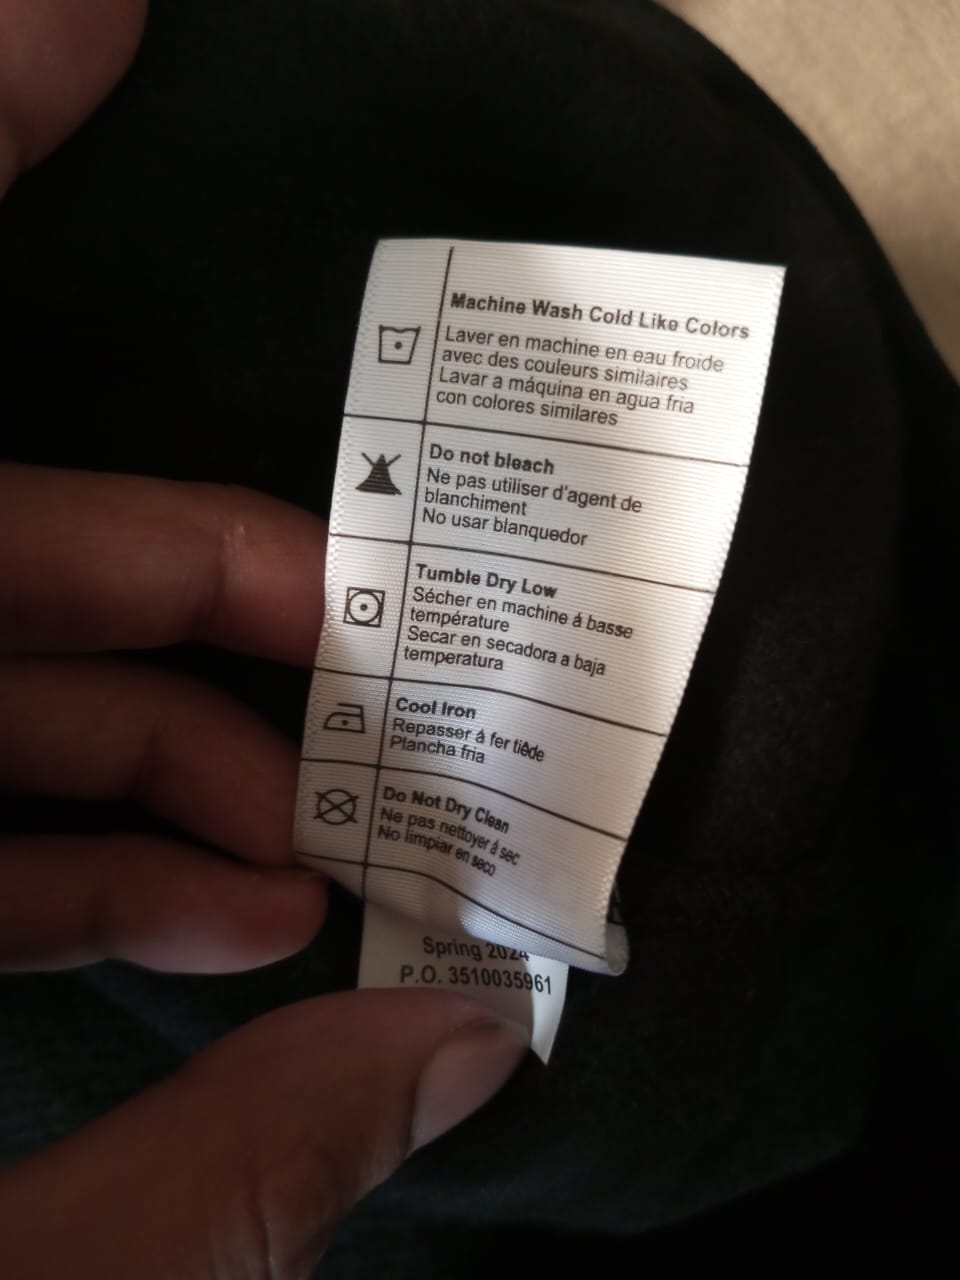 Machine Wash Cold Like Colors
Laver en machine en eau froide
avec des couleurs similaires
Lavar a máquina en agua fria
con colores similares
Do not bleach
Ne pas utiliser d'agent de
blanchiment
No usar blanquedor
Tumble Dry Low
Sécher en machine à basse
température
Secar en secadora a baja
temperatura
Cool Iron
Repasser à fer tiède
Plancha fria
Do Not Dry Clean
Ne pas nettoyer à sec
No limpiar en seco
Spring 2024
P.O. 3510035961